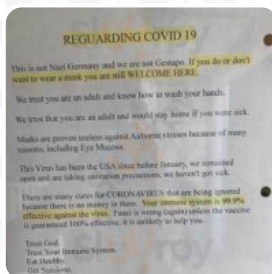 REGUARDING COVID 19
This is not Nazi Germany and we are not Gestapo. If you do or don't
want to wear a mask you are still WELCOME HERE.
We trust you are an adult and know how to wash your hands.
We trust that you are an adult and would stay home if you were sick.
Masks are proven useless against Airborne viruses because of many
reasons, including Eye Mucosa.
This Virus has been the USA since before January, we remained
open and are taking sanitation precautions, we haven't got sick.
There are many cures for CORONAVIRUS that are being ignored
because there is no money in them. Your immune system is 99.9%
effective against the virus. Fauci is wrong (again) unless the vaccine
is guaranteed 100% effective, it is unlikely to help you.
Trust God.
Trust Your Immune System.
Eat Healthy.
Get Sunshine.